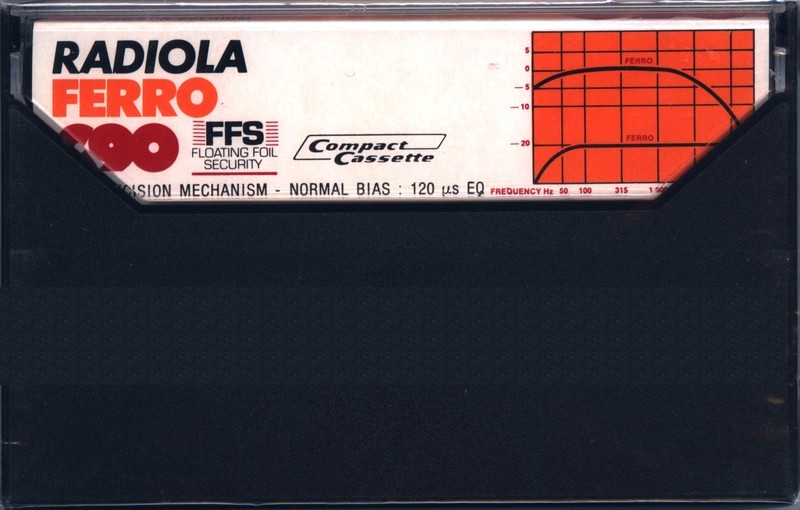 RADIOLA
FERRO
90
FFS
FLOATING FOIL
SECURITY
Compact
Cassette
MECHANISM - NORMAL BIAS : 120 µs EQ
5
0
-5
-10
-20
FERRO
FERRO
FREQUENCY Hz 50 100 315